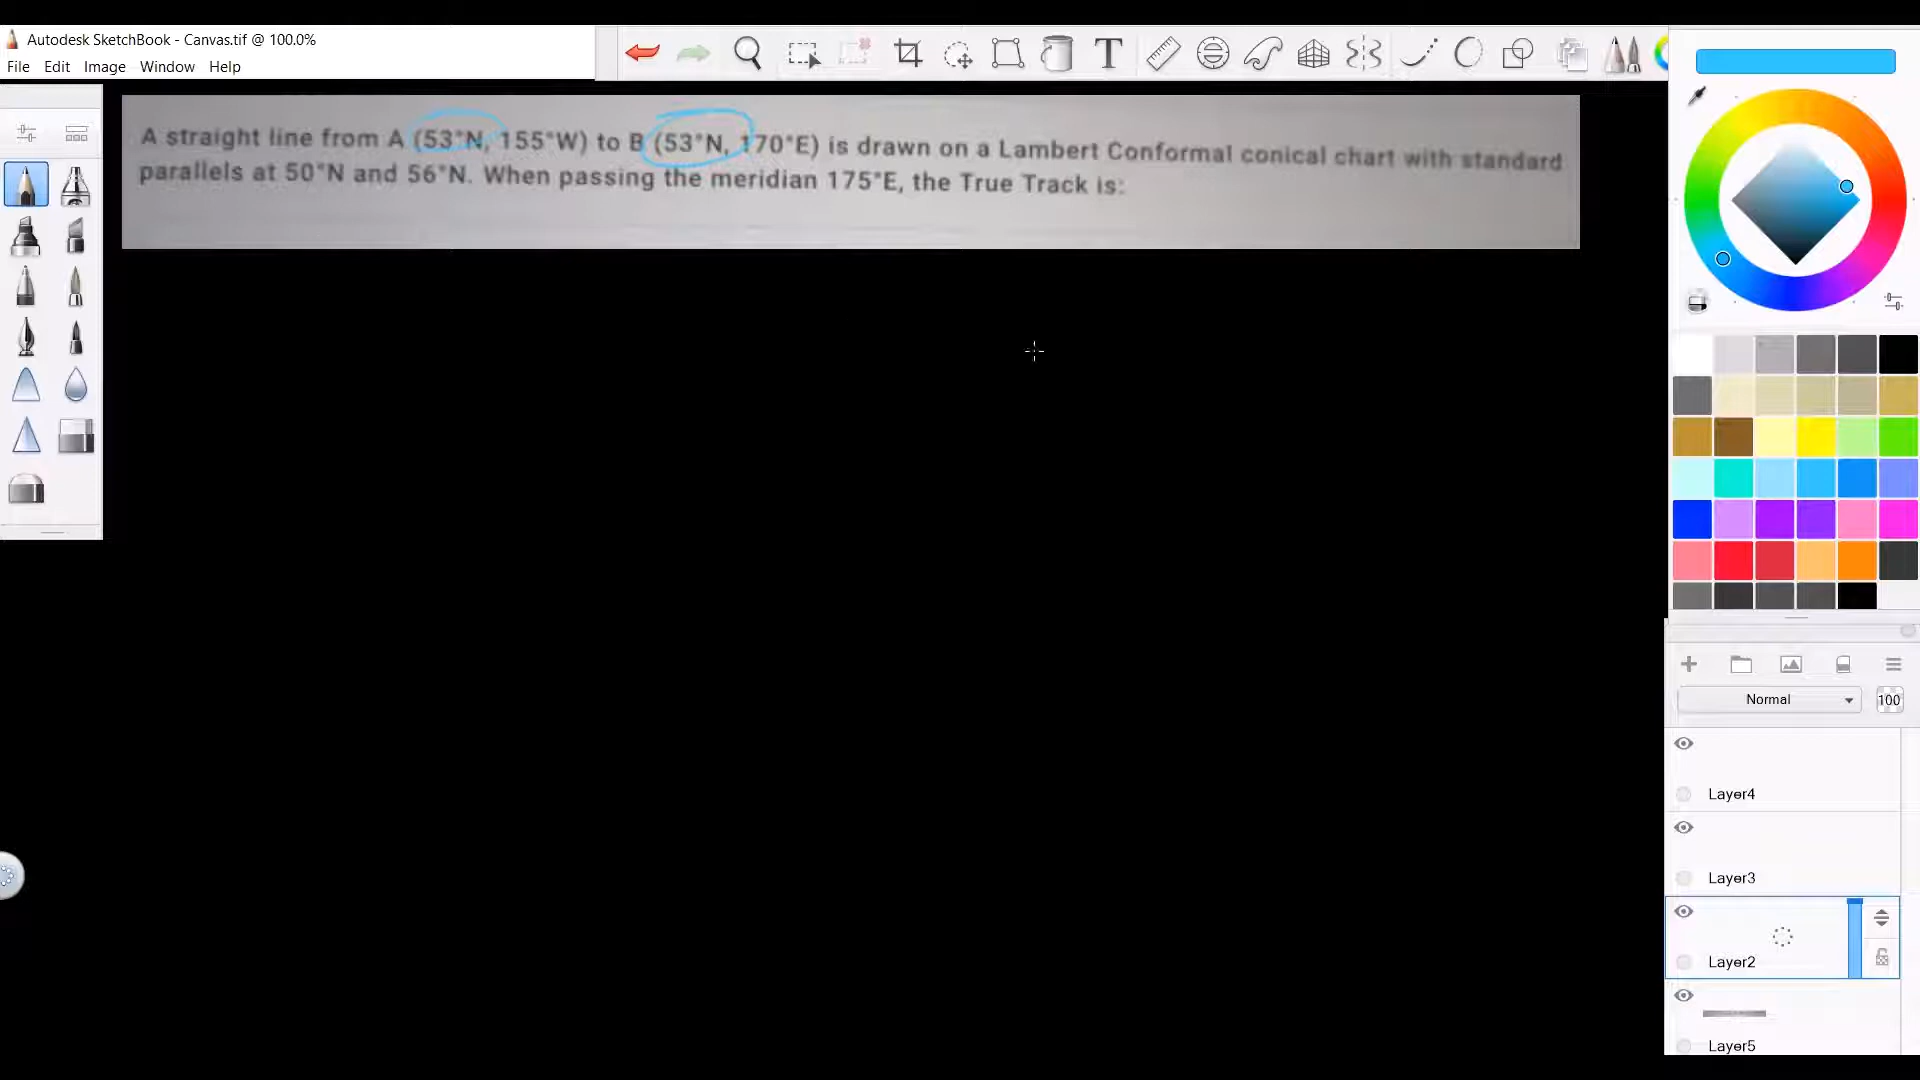 Autodesk SketchBook - Canvas.tif @ 100.0%
File Edit Image Window Help
A straight line from A (53°N, 155°W) to B (53°N, 170°E) is drawn on a Lambert Conformal conical chart with standard
parallels at 50°N and 56°N. When passing the meridian 175°E, the True Track is:
Normal 100
Layer4
Layer3
Layer2
Layer5